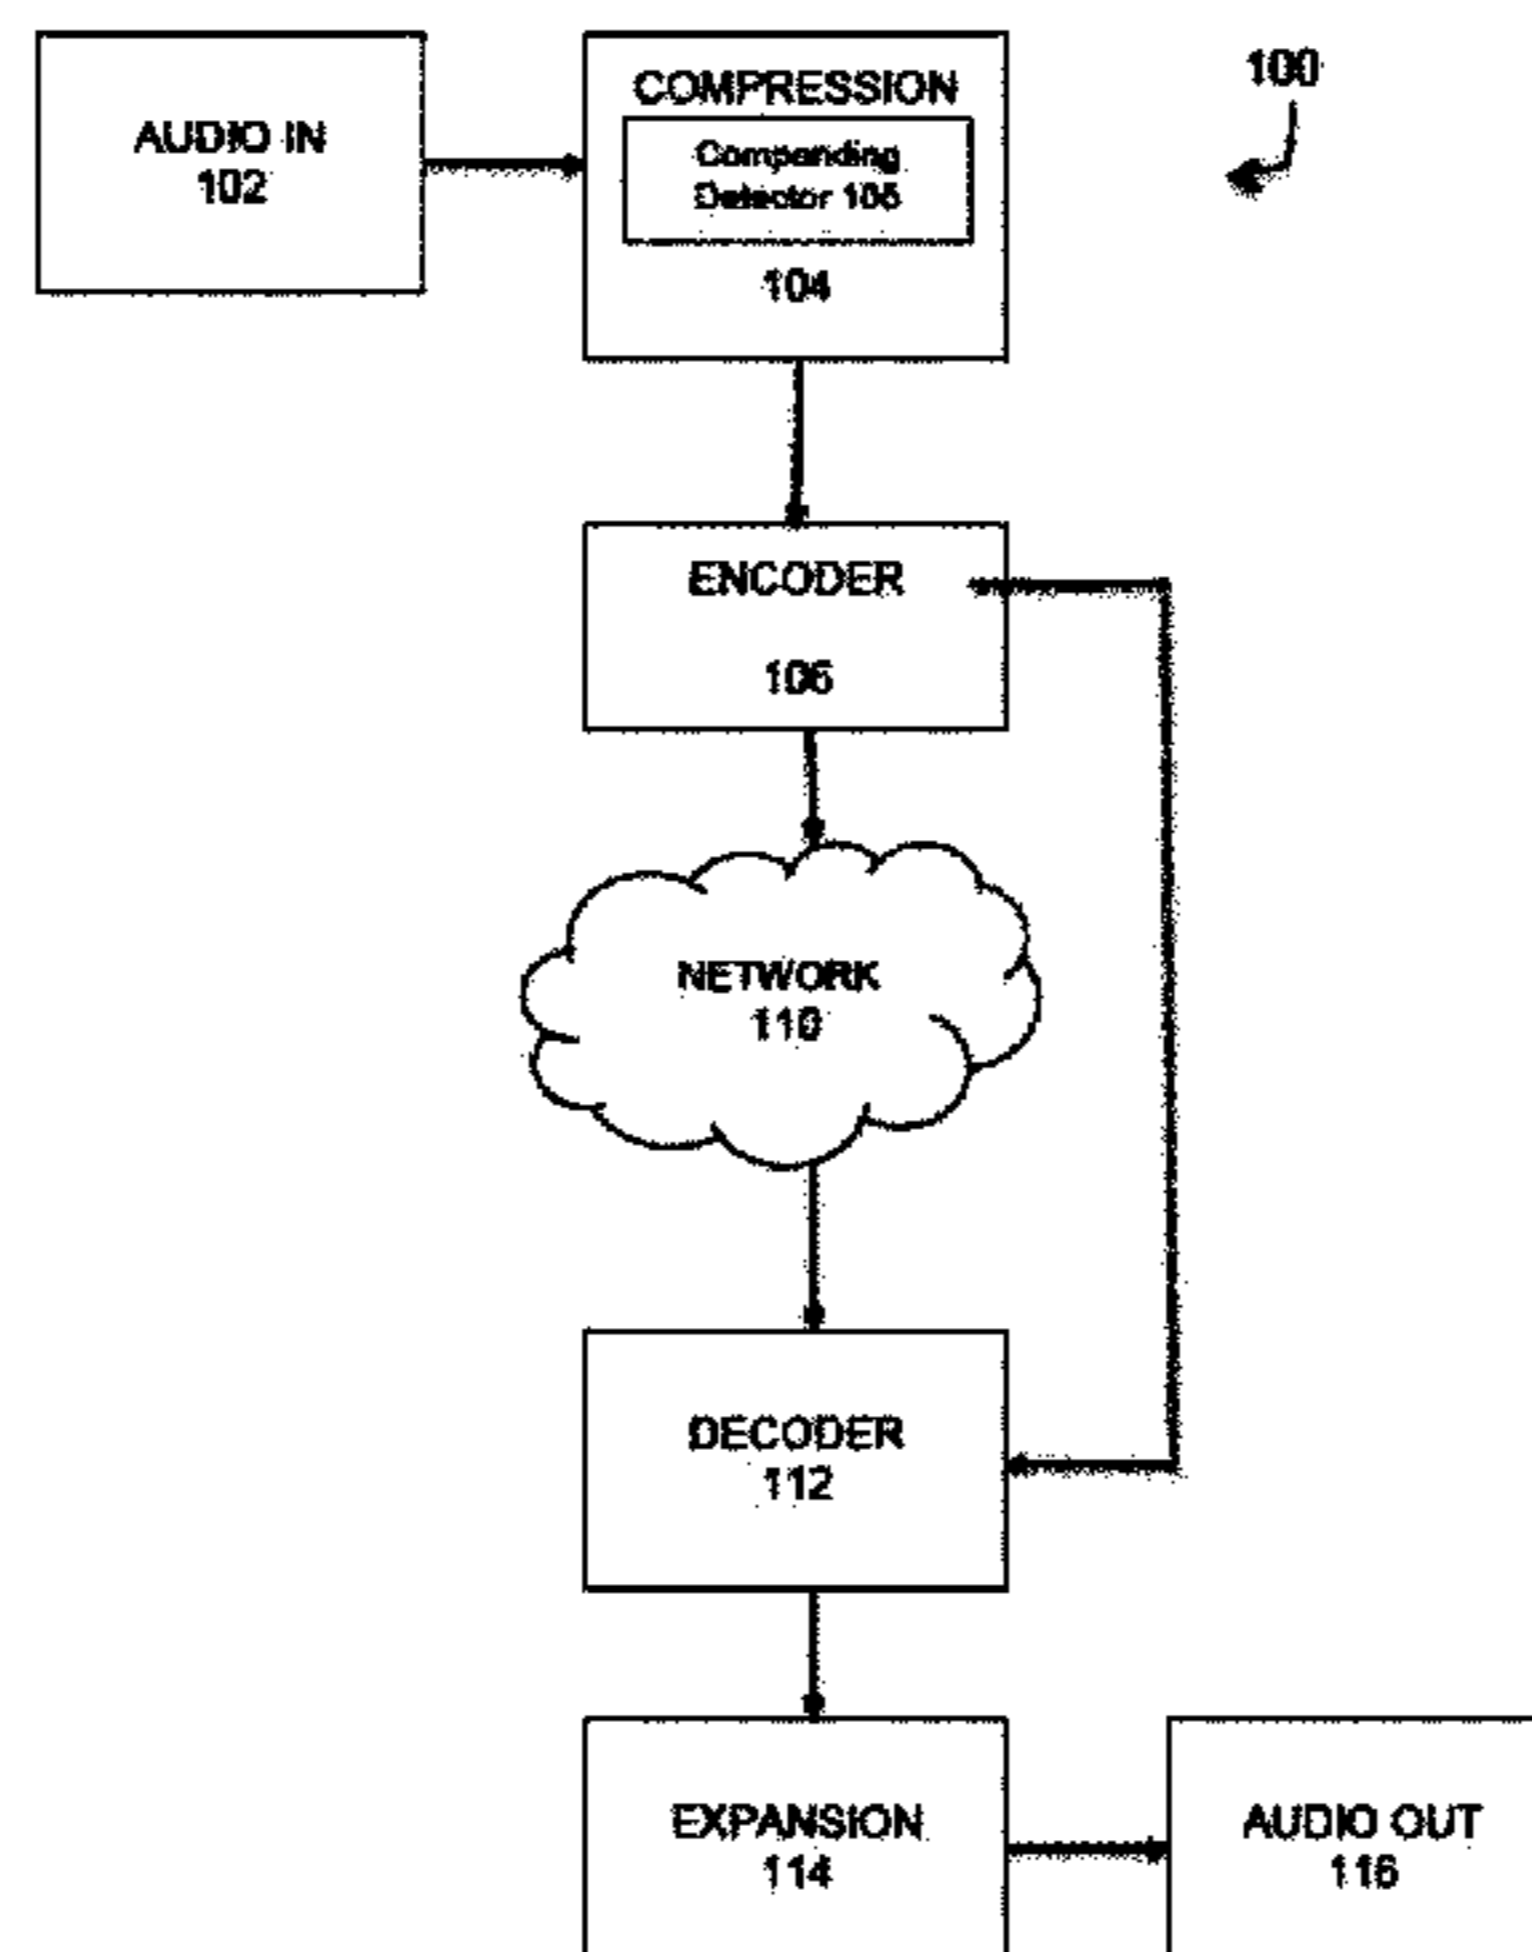 AUDIO IN
102
COMPRESSION
Companding
Detector 105
104
100
ENCODER
106
NETWORK
110
DECODER
112
EXPANSION
114
AUDIO OUT
116